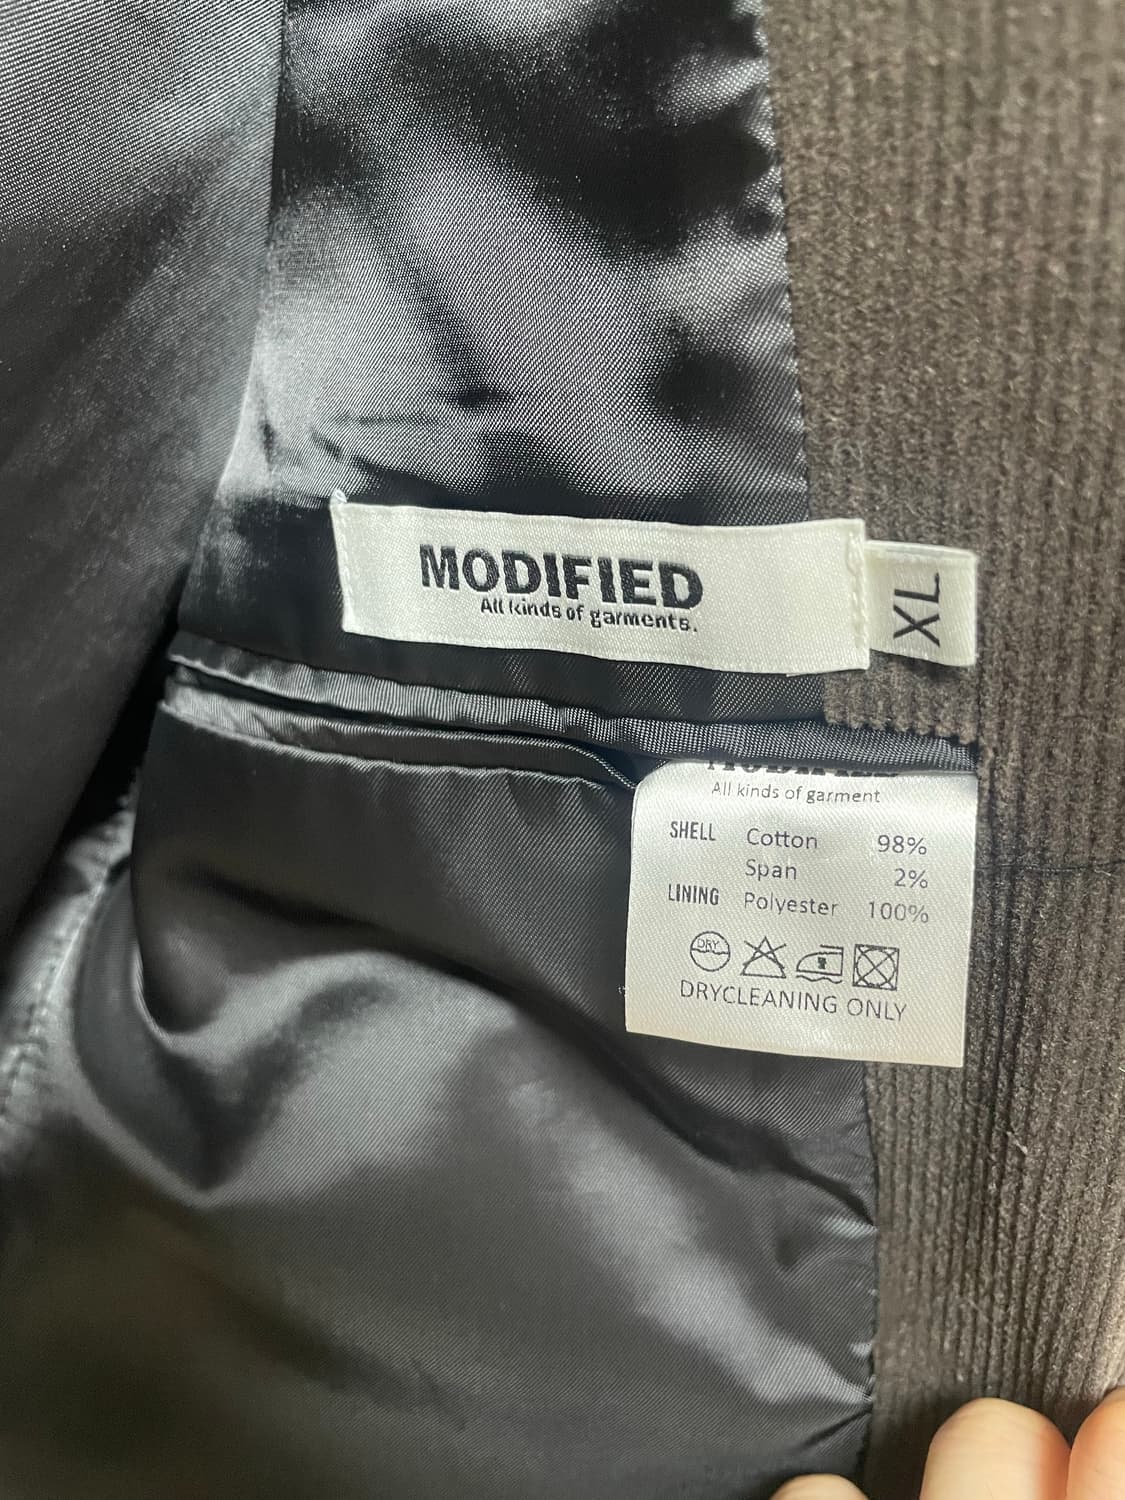 MODIFIED
All kinds of garments.
XL
All kinds of garment
SHELL Cotton 98%
Span 2%
LINING Polyester 100%
DRY
DRYCLEANING ONLY